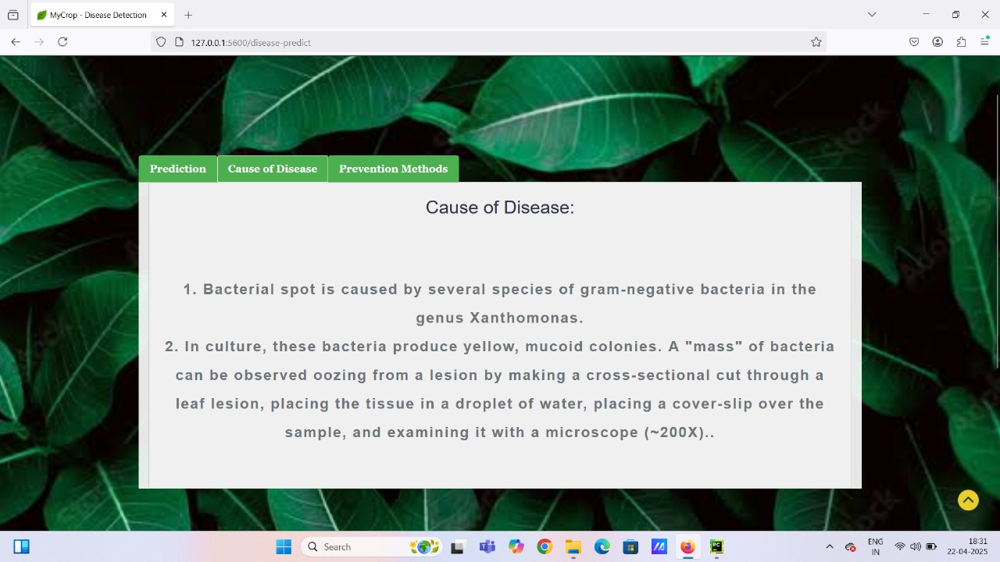 MyCrop - Disease Detection
127.0.0.1:5600/disease-predict
Prediction
Cause of Disease
Prevention Methods
Cause of Disease:
1. Bacterial spot is caused by several species of gram-negative bacteria in the
genus Xanthomonas.
2. In culture, these bacteria produce yellow, mucoid colonies. A "mass" of bacteria
can be observed oozing from a lesion by making a cross-sectional cut through a
leaf lesion, placing the tissue in a droplet of water, placing a cover-slip over the
sample, and examining it with a microscope (~200X)..
Search
PC
ENG
IN
18:31
22-04-2025